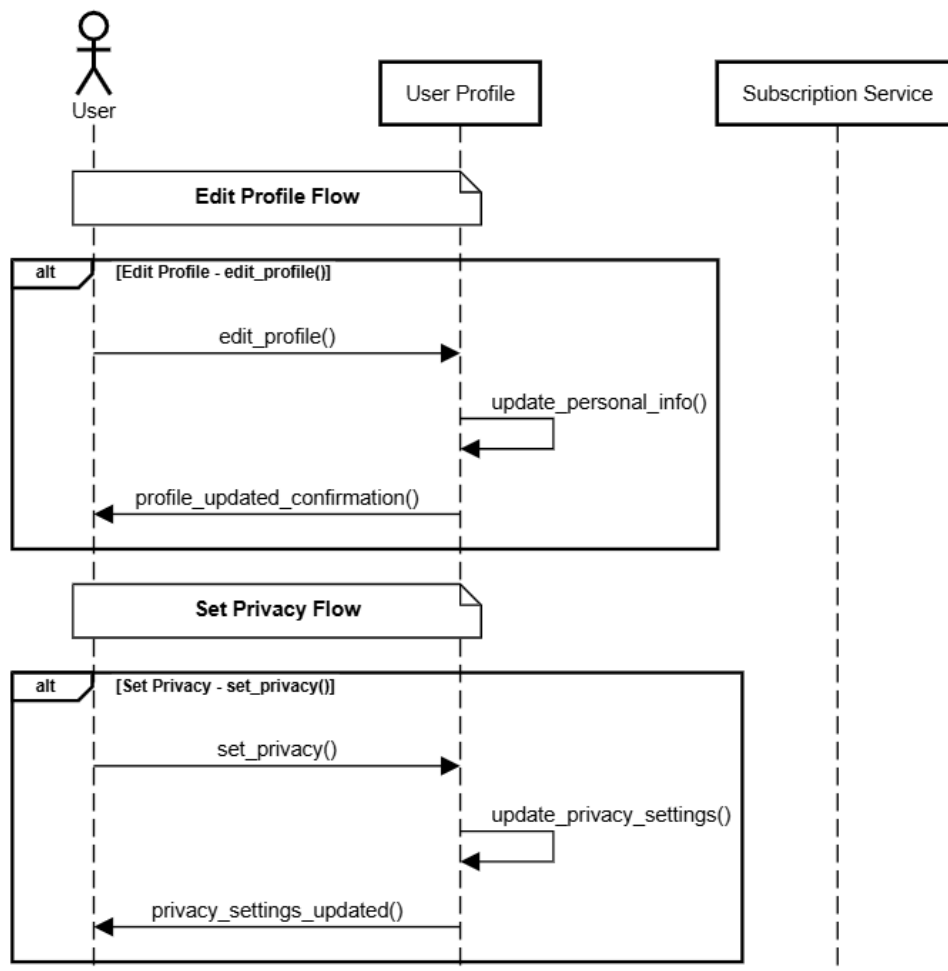 User
User Profile
Subscription Service
Edit Profile Flow
alt
[Edit Profile - edit_profile()]
edit_profile()
update_personal_info()
profile_updated_confirmation()
Set Privacy Flow
alt
[Set Privacy - set_privacy()]
set_privacy()
update_privacy_settings()
privacy_settings_updated()